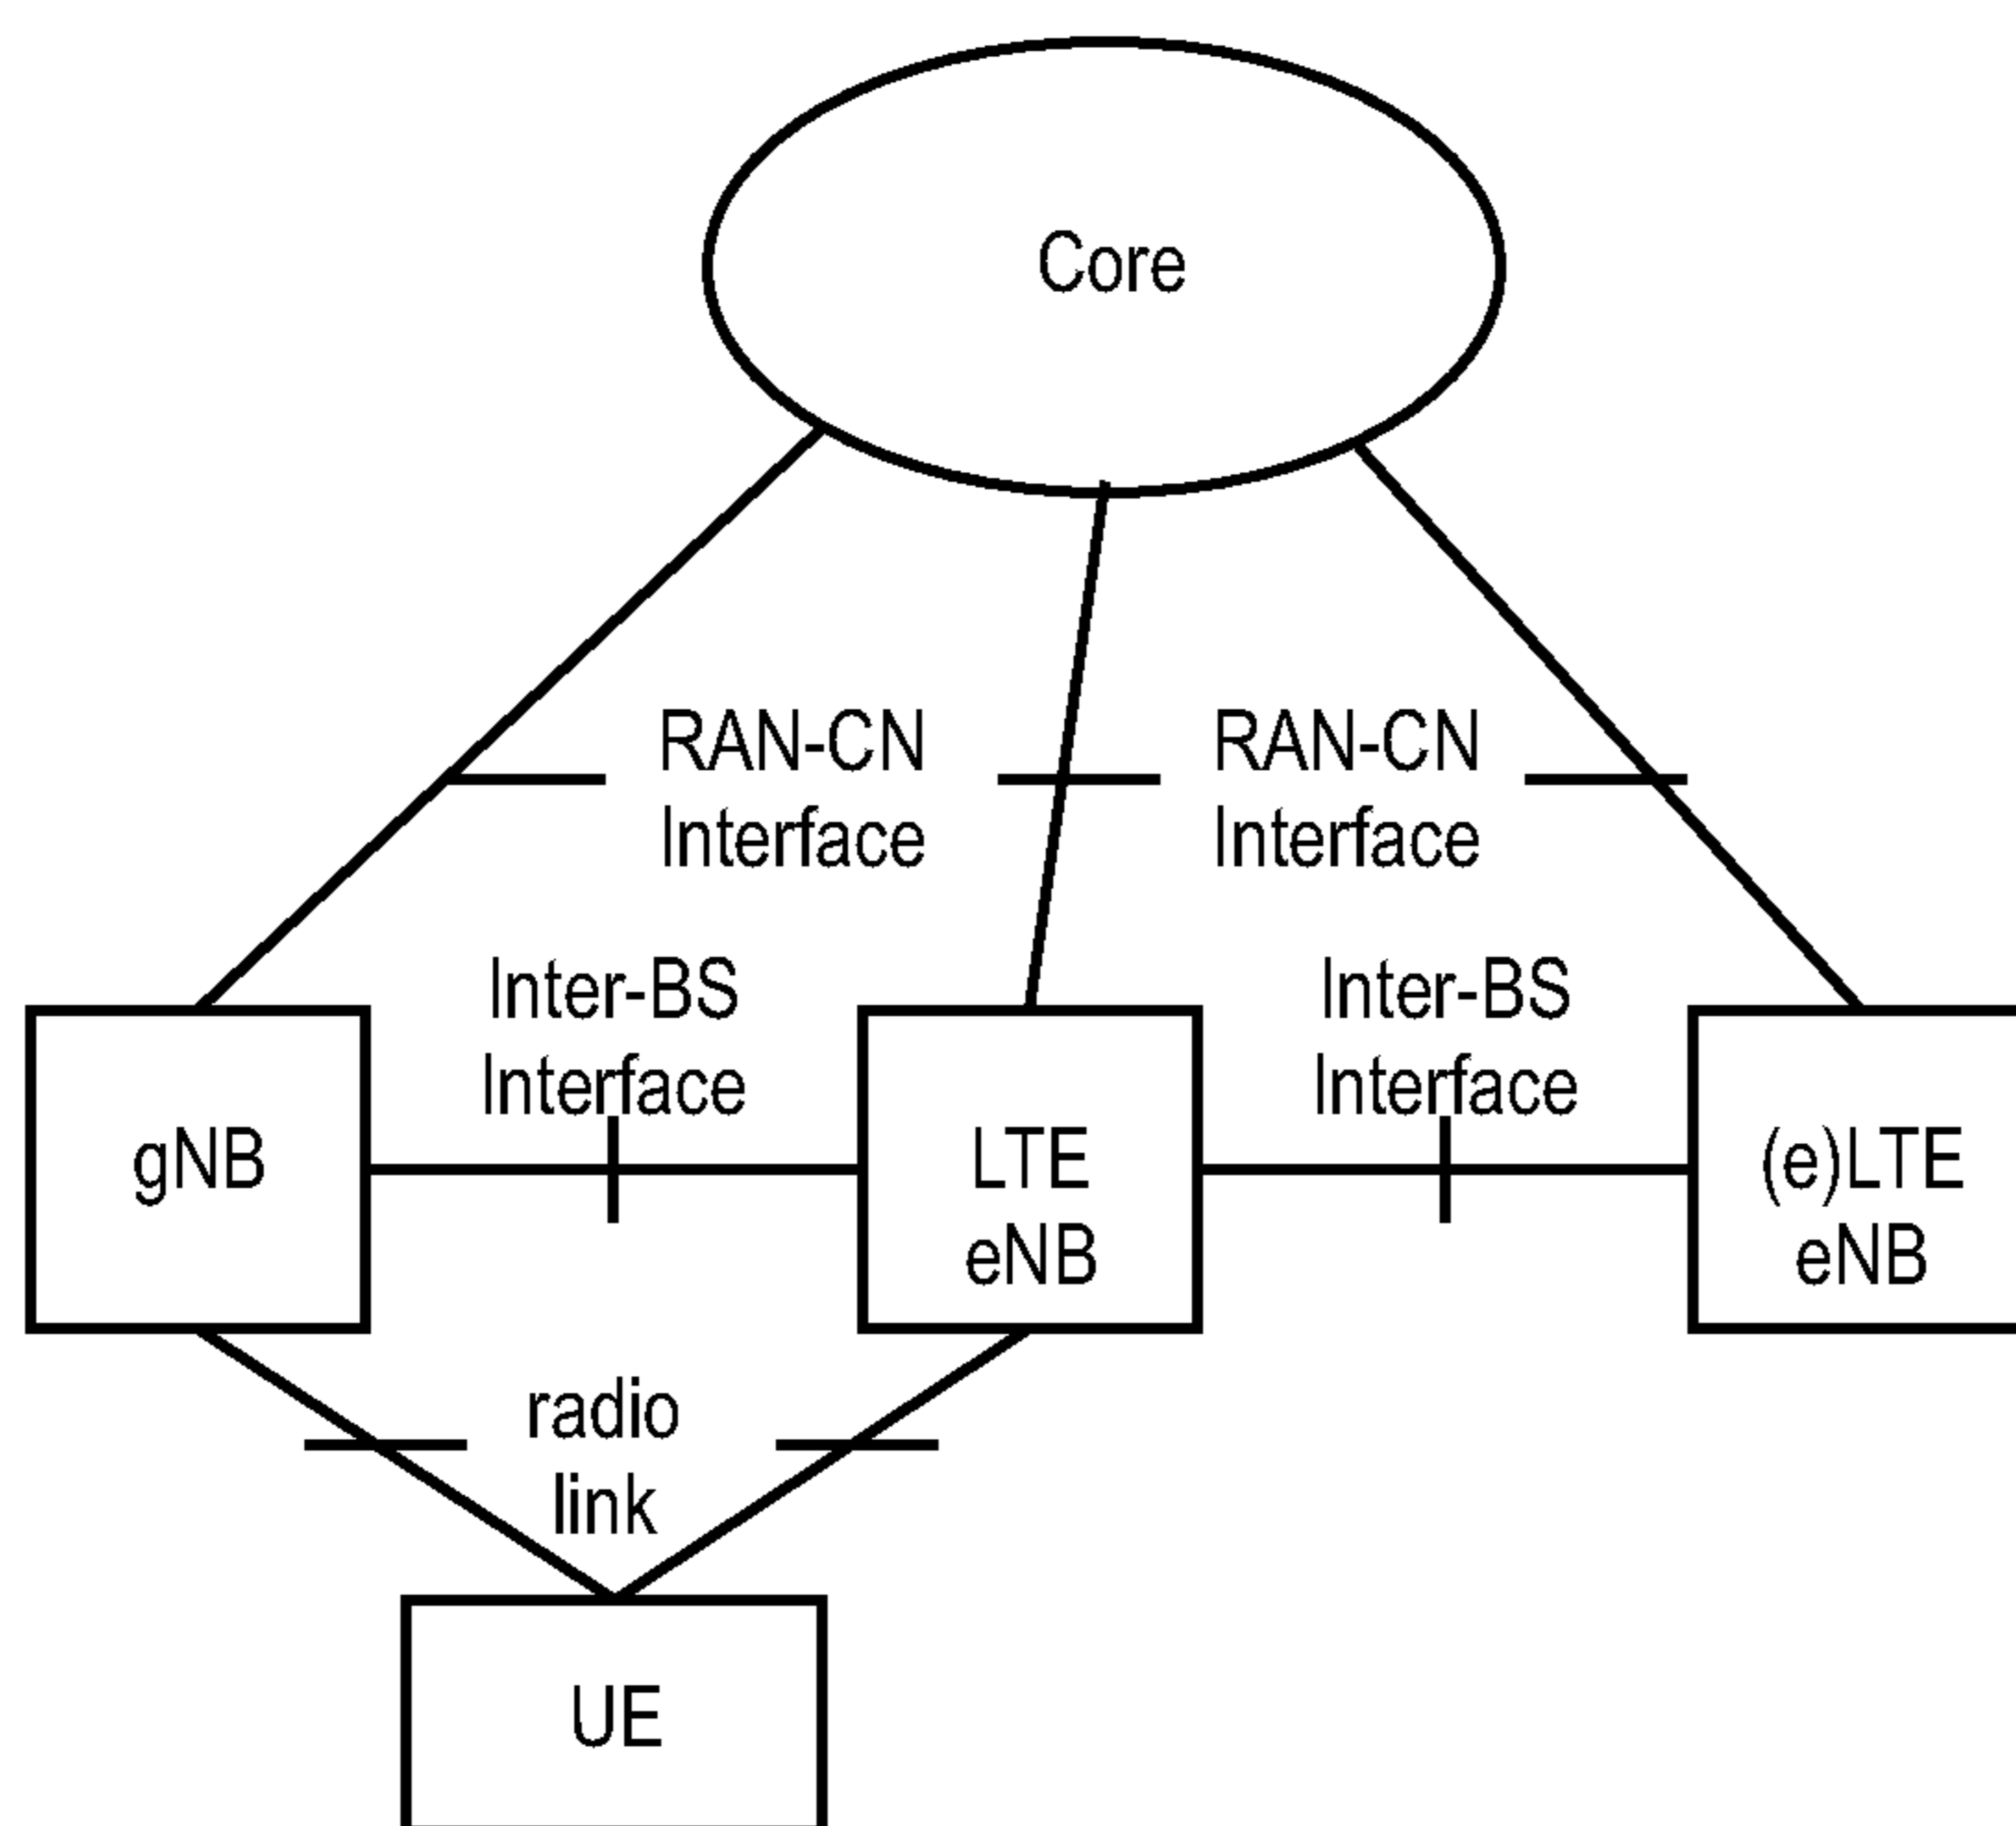 Core
RAN-CN
Interface
RAN-CN
Interface
Inter-BS
Interface
Inter-BS
Interface
gNB
LTE
eNB
(e)LTE
eNB
radio
link
UE